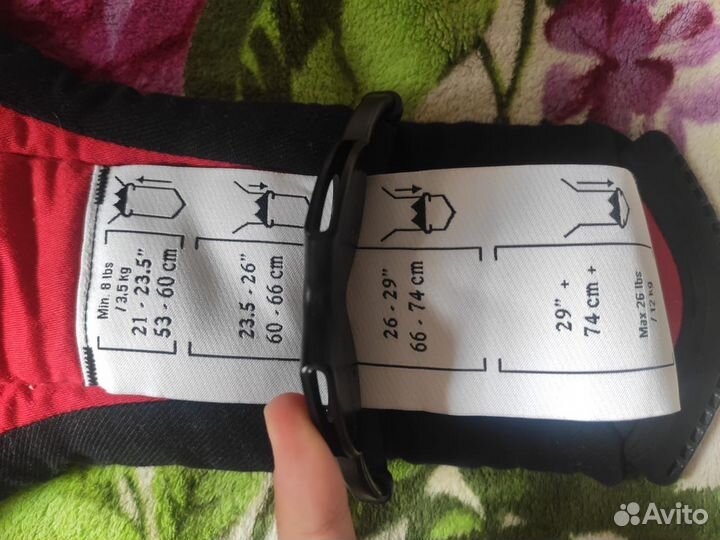 Min. 8 lbs
/ 3,5 kg
21 - 23.5"
53 - 60 cm
23.5 - 26"
60 - 66 cm
26 - 29"
66 - 74 cm
29" +
74 cm +
Max 26 lbs
/ 12 kg
Avito